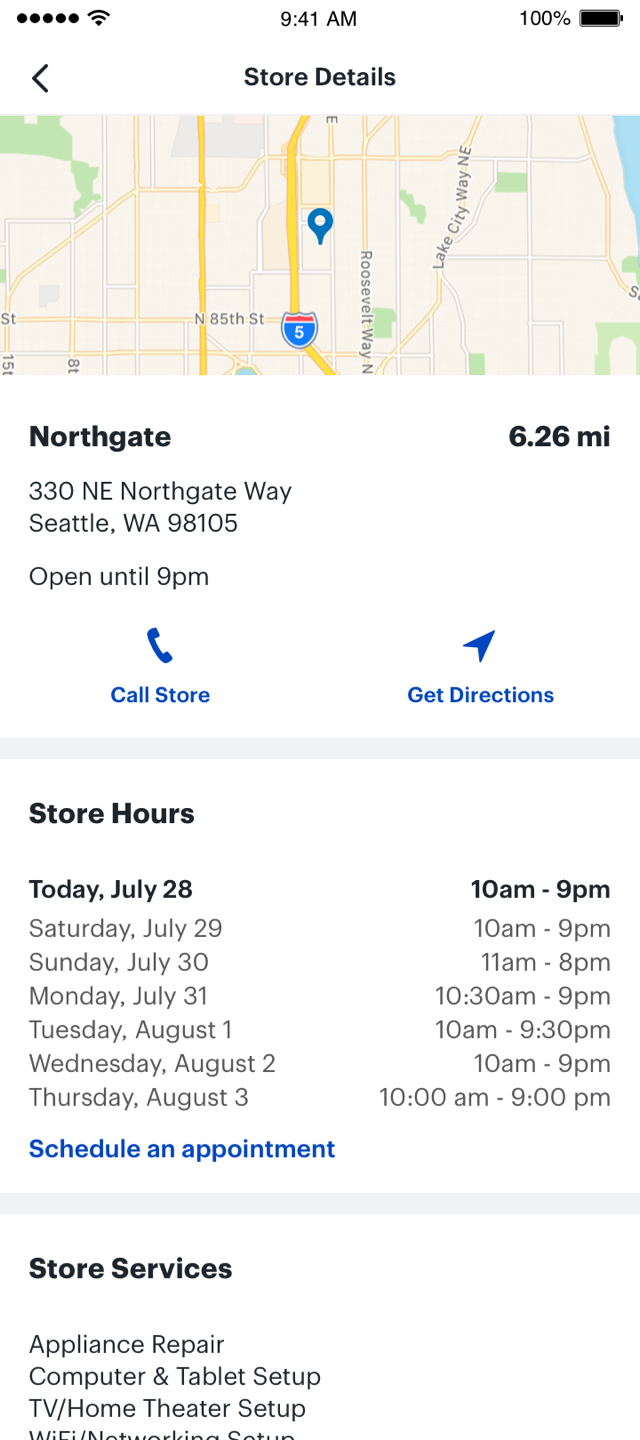 9:41 AM
100%
Store Details
E
Lake City Way NE
Roosevelt Way N
St
N 85th St
5
S
15t
8t
Northgate
6.26 mi
330 NE Northgate Way
Seattle, WA 98105
Open until 9pm
Call Store
Get Directions
Store Hours
Today, July 28
10am - 9pm
Saturday, July 29
10am - 9pm
Sunday, July 30
11am - 8pm
Monday, July 31
10:30am - 9pm
Tuesday, August 1
10am - 9:30pm
Wednesday, August 2
10am - 9pm
Thursday, August 3
10:00 am - 9:00 pm
Schedule an appointment
Store Services
Appliance Repair
Computer & Tablet Setup
TV/Home Theater Setup
WiFi/Networking Setup